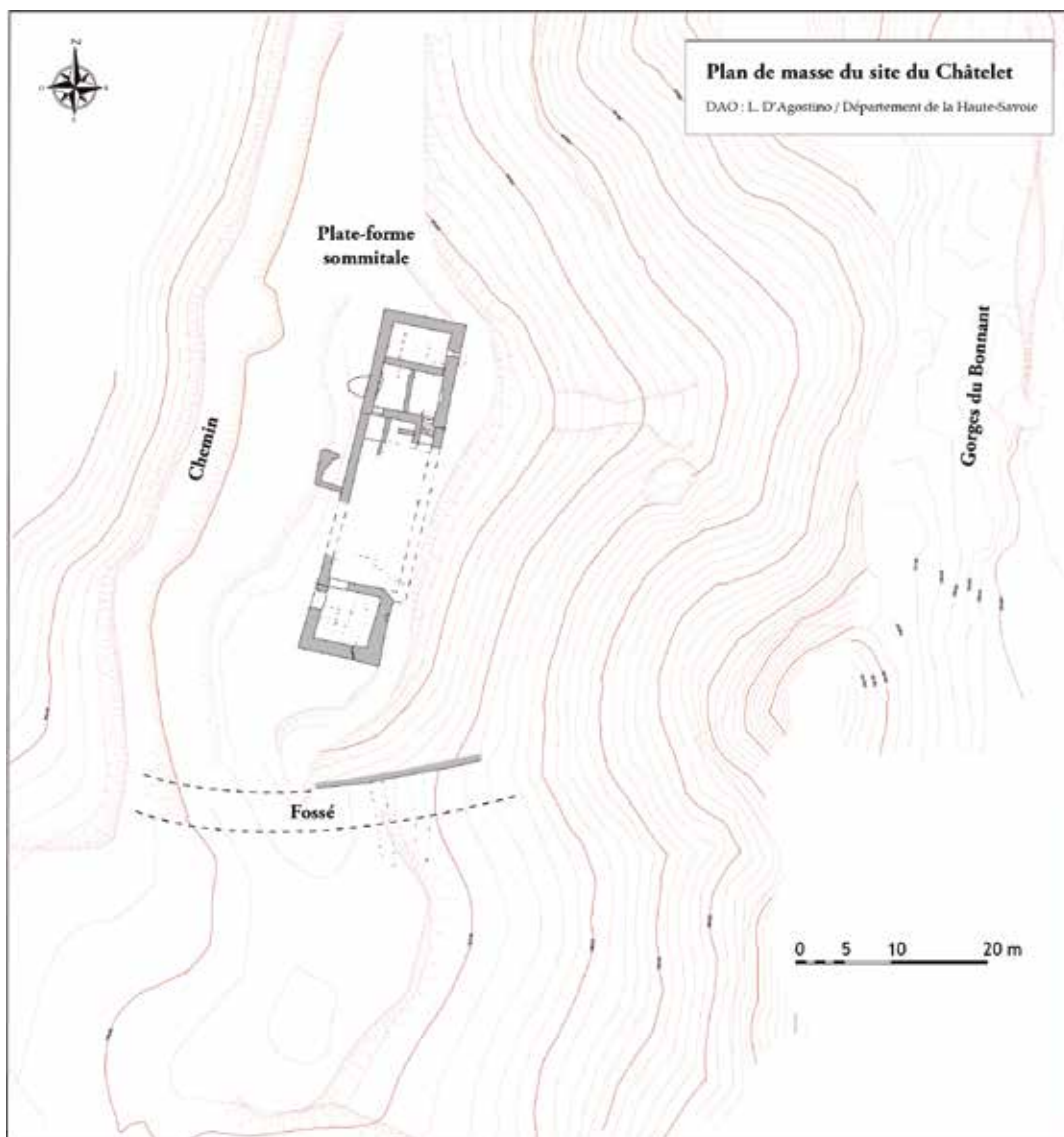 Plan de masse du site du Châtelet
DAO : L. D'Agostino / Département de la Haute-Savoie
Plate-forme
sommitale
Chemin
Gorges du Bonnant
Fossé
0 5 10 20 m